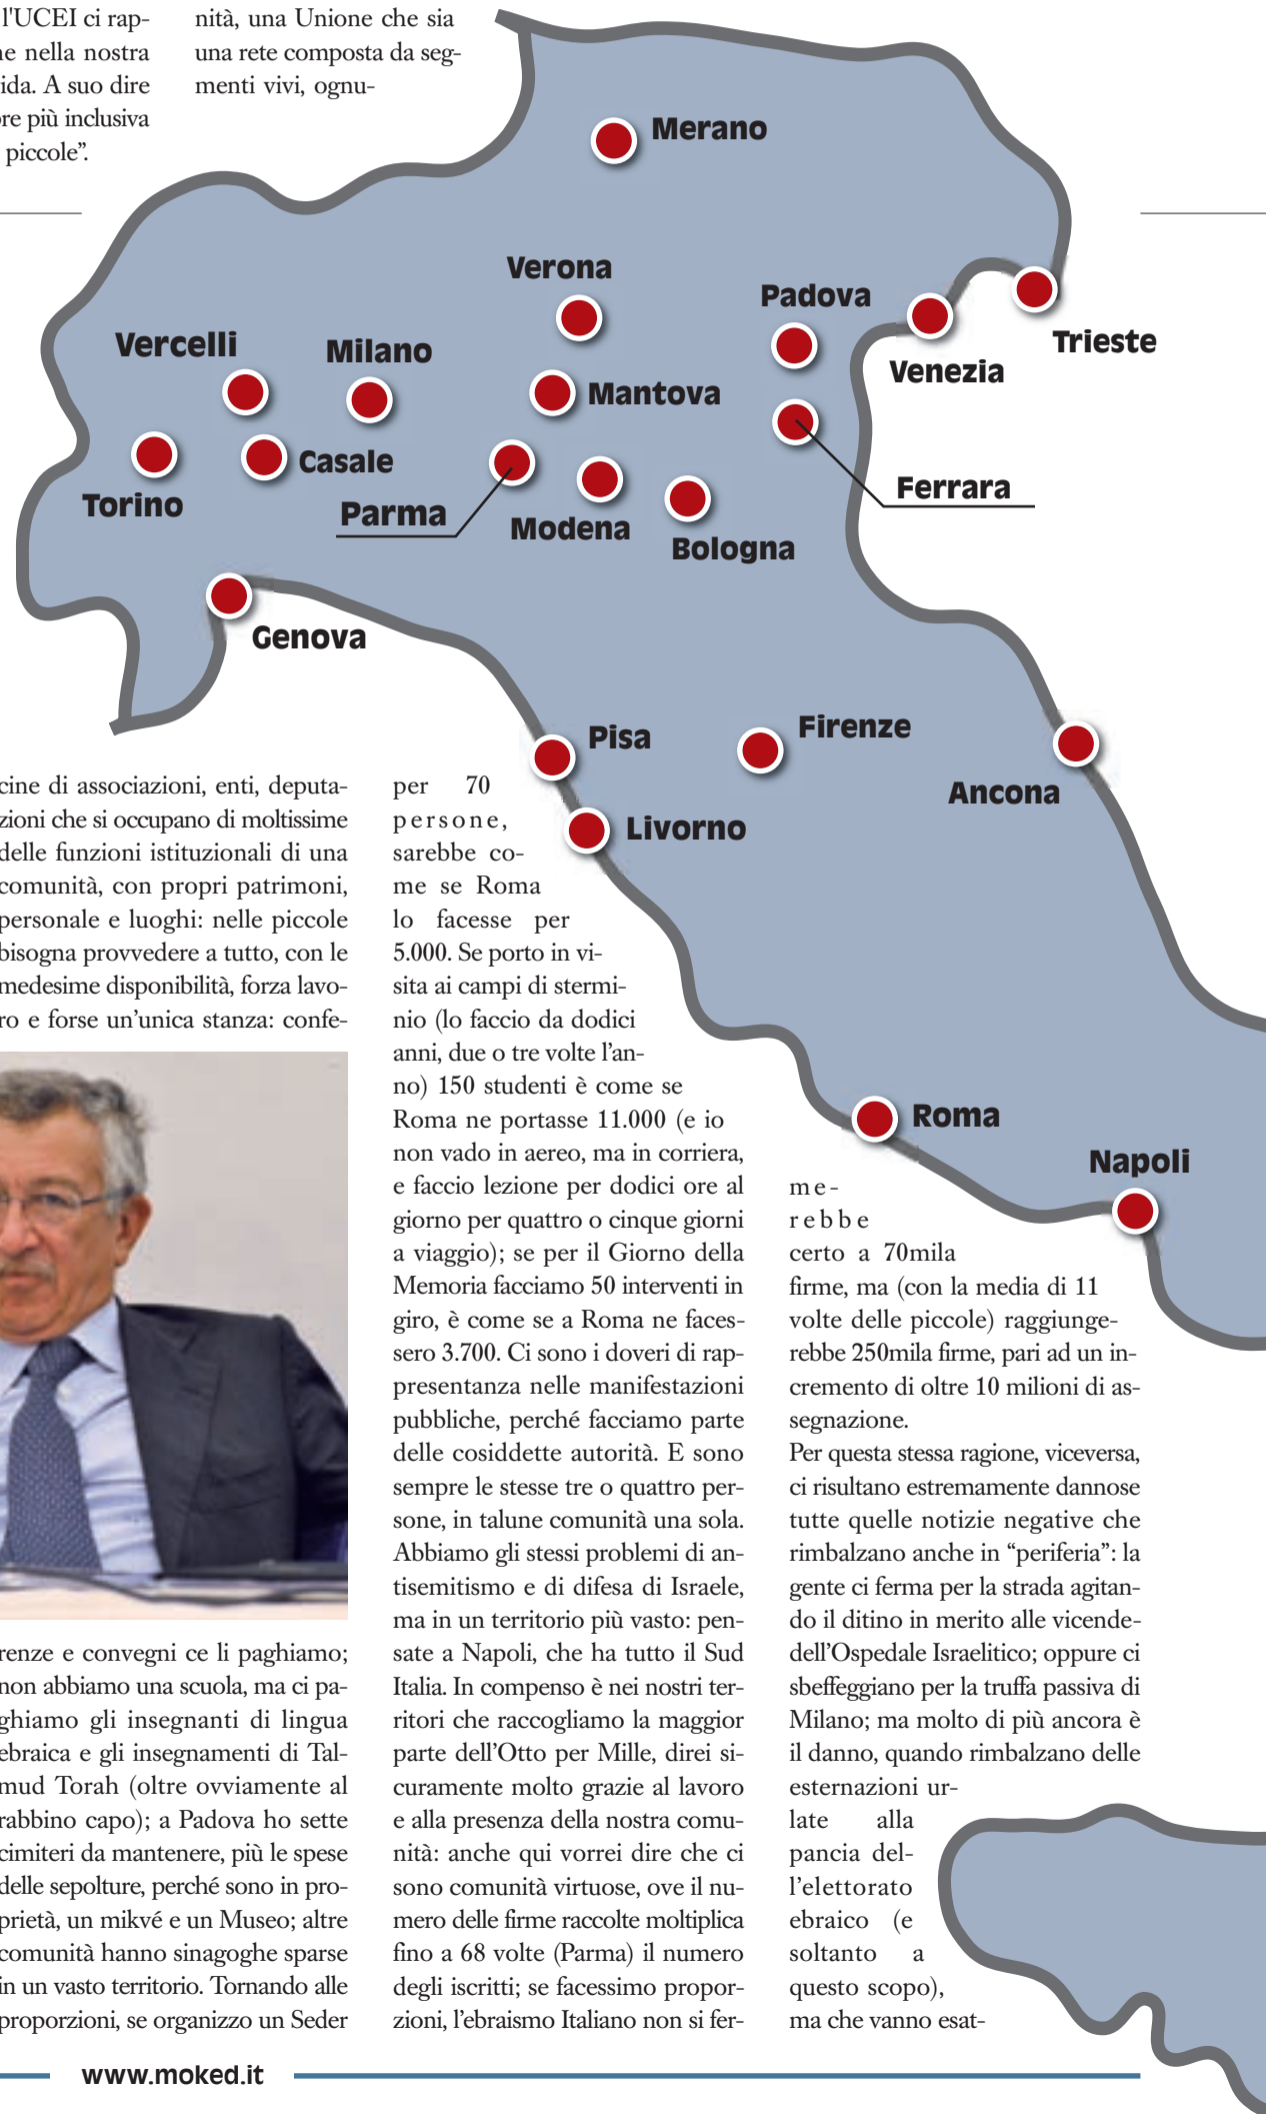 l'UCEI ci rap-
ne nella nostra
ida. A suo dire
ore più inclusiva
piccole”.
nità, una Unione che sia
una rete composta da seg-
menti vivi, ognu-
Merano
Verona
Padova
Trieste
Venezia
Vercelli
Milano
Mantova
Casale
Torino
Parma
Modena
Bologna
Ferrara
Genova
Pisa
Firenze
Ancona
Livorno
Roma
Napoli
cine di associazioni, enti, deputa-
zioni che si occupano di moltissime
delle funzioni istituzionali di una
comunità, con propri patrimoni,
personale e luoghi: nelle piccole
bisogna provvedere a tutto, con le
medesime disponibilità, forza lavo-
ro e forse un’unica stanza: confe-
renze e convegni ce li paghiamo;
non abbiamo una scuola, ma ci pa-
ghiamo gli insegnanti di lingua
ebraica e gli insegnamenti di Tal-
mud Torah (oltre ovviamente al
rabbino capo); a Padova ho sette
cimiteri da mantenere, più le spese
delle sepolture, perché sono in pro-
prietà, un mikvé e un Museo; altre
comunità hanno sinagoghe sparse
in un vasto territorio. Tornando alle
proporzioni, se organizzo un Seder
per 70
persone,
sarebbe co-
me se Roma
lo facesse per
5.000. Se porto in vi-
sita ai campi di stermi-
nio (lo faccio da dodici
anni, due o tre volte l’an-
no) 150 studenti è come se
Roma ne portasse 11.000 (e io
non vado in aereo, ma in corriera,
e faccio lezione per dodici ore al
giorno per quattro o cinque giorni
a viaggio); se per il Giorno della
Memoria facciamo 50 interventi in
giro, è come se a Roma ne faces-
sero 3.700. Ci sono i doveri di rap-
presentanza nelle manifestazioni
pubbliche, perché facciamo parte
delle cosiddette autorità. E sono
sempre le stesse tre o quattro per-
sone, in talune comunità una sola.
Abbiamo gli stessi problemi di an-
tisemitismo e di difesa di Israele,
ma in un territorio più vasto: pen-
sate a Napoli, che ha tutto il Sud
Italia. In compenso è nei nostri ter-
ritori che raccogliamo la maggior
parte dell’Otto per Mille, direi si-
curamente molto grazie al lavoro
e alla presenza della nostra comu-
nità: anche qui vorrei dire che ci
sono comunità virtuose, ove il nu-
mero delle firme raccolte moltiplica
fino a 68 volte (Parma) il numero
degli iscritti; se facessimo propor-
zioni, l’ebraismo Italiano non si fer-
me-
rebbe
certo a 70mila
firme, ma (con la media di 11
volte delle piccole) raggiunge-
rebbe 250mila firme, pari ad un in-
cremento di oltre 10 milioni di as-
segnazione.
Per questa stessa ragione, viceversa,
ci risultano estremamente dannose
tutte quelle notizie negative che
rimbalzano anche in “periferia”: la
gente ci ferma per la strada agitan-
do il ditino in merito alle vicende-
dell’Ospedale Israelitico; oppure ci
sbeffeggiano per la truffa passiva di
Milano; ma molto di più ancora è
il danno, quando rimbalzano delle
esternazioni ur-
late alla
pancia del-
l’elettorato
ebraico (e
soltanto a
questo scopo),
ma che vanno esat-
www.moked.it